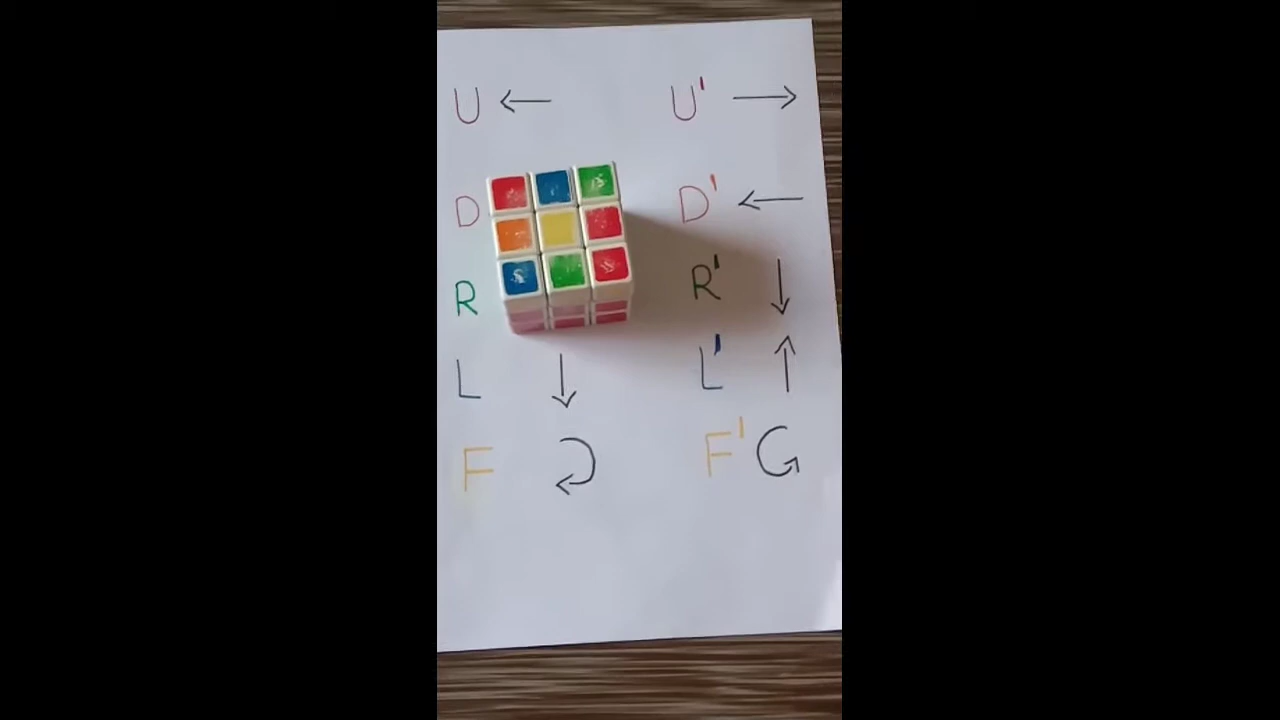 U ← U' →
D D' ←
R R' ↓
L ↓ L' ↑
F F'